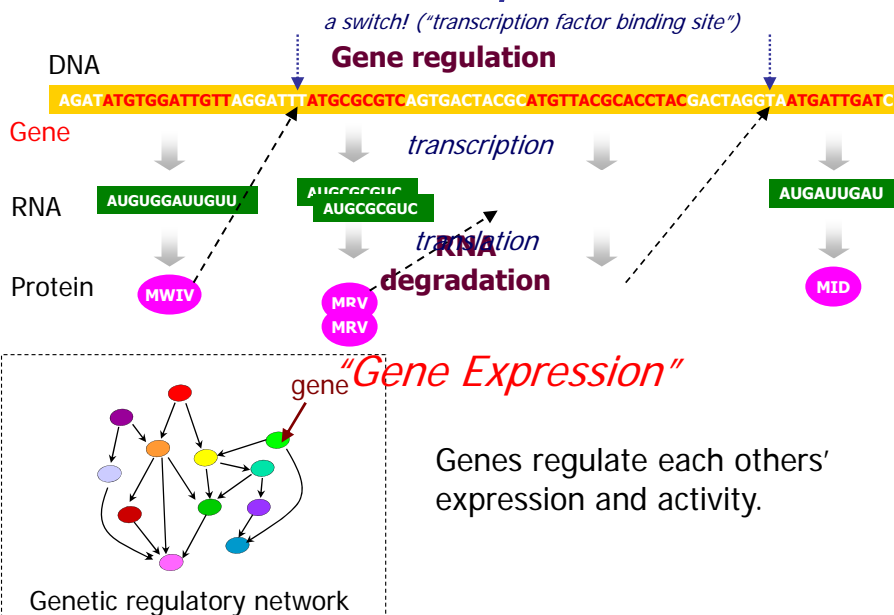 a switch! ("transcription factor binding site")
Gene regulation
DNA
AGATATGTGGATTGTTAGGATTTATGCGCGTCAGTGACTACGCATGTTACGCACCTACGACTAGGTAATGATTGATC
Gene
transcription
RNA
AUGUGGAUUGUU
AUGCGCGUC
AUGCGCGUC
AUGAUUGAU
translation
RNA
degradation
Protein
MWIV
MRV
MRV
MID
"Gene Expression"
gene
Genes regulate each others'
expression and activity.
Genetic regulatory network